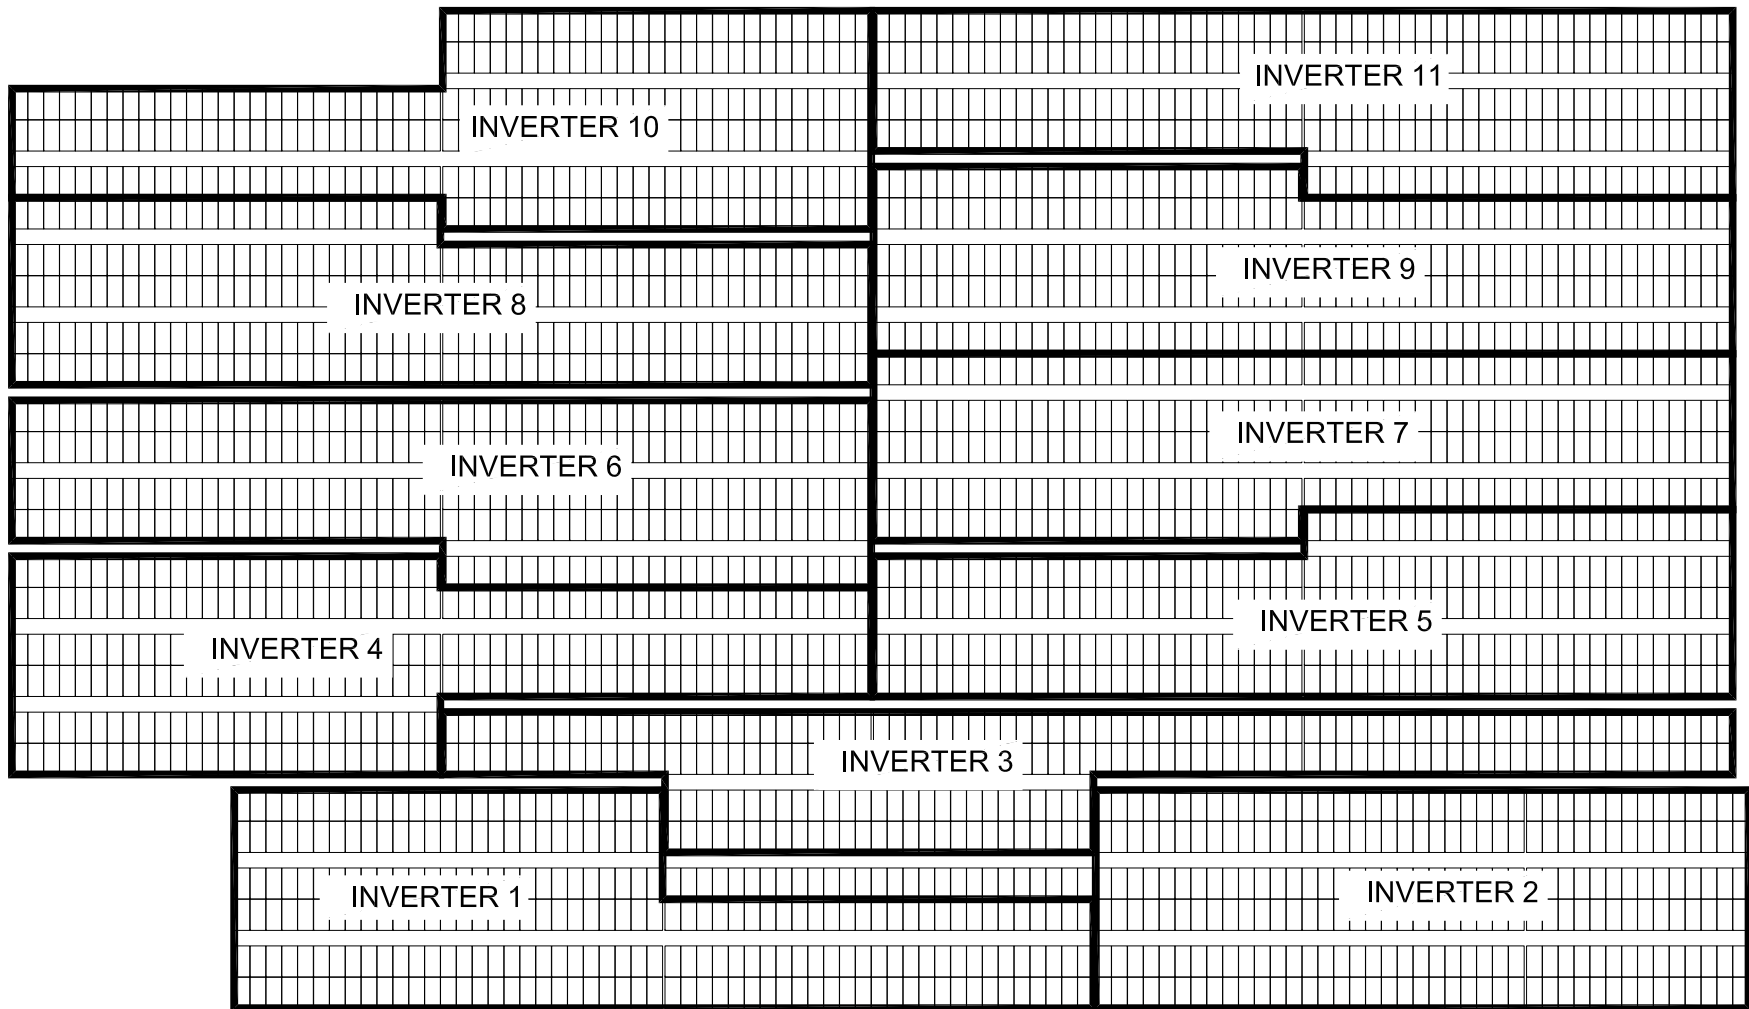 INVERTER 11
INVERTER 10
INVERTER 9
INVERTER 8
INVERTER 7
INVERTER 6
INVERTER 5
INVERTER 4
INVERTER 3
INVERTER 2
INVERTER 1